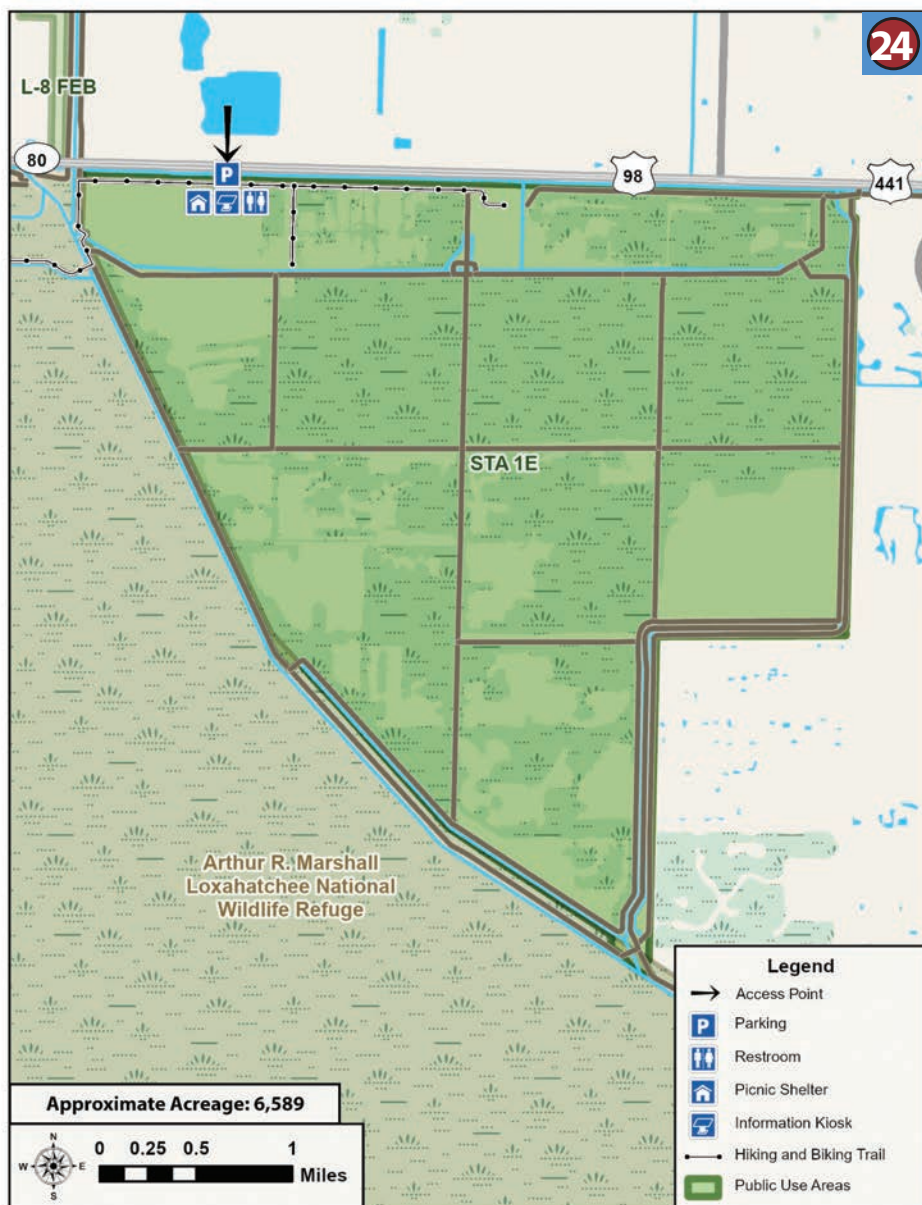 24
L-8 FEB
80
P
98
441
STA 1E
Arthur R. Marshall
Loxahatchee National
Wildlife Refuge
Legend
Access Point
P
Parking
Restroom
Picnic Shelter
Information Kiosk
Hiking and Biking Trail
Public Use Areas
Approximate Acreage: 6,589
N
W E
S
0 0.25 0.5 1
Miles